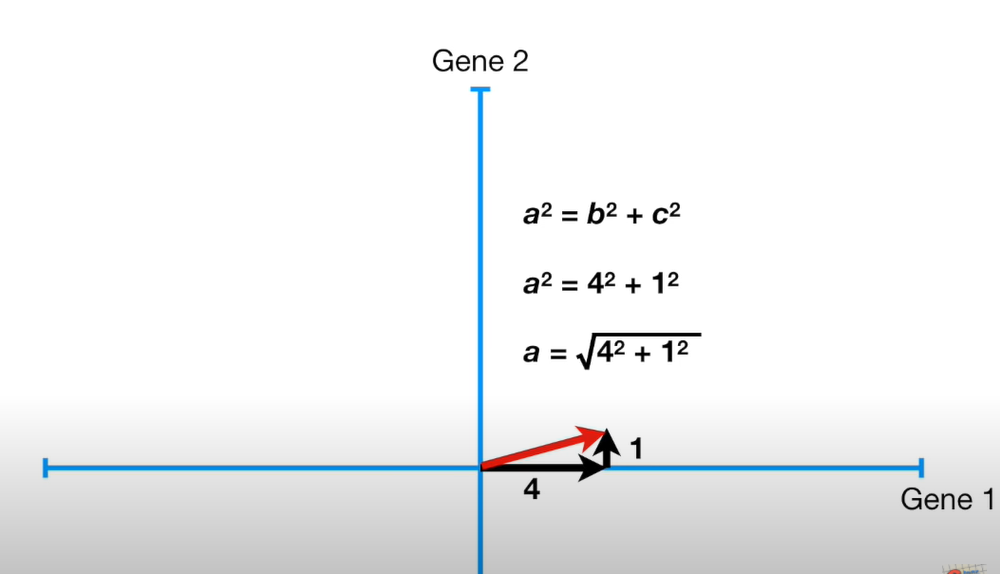 Gene 2
a² = b² + c²
a² = 4² + 1²
a = √4² + 1²
1
4
Gene 1